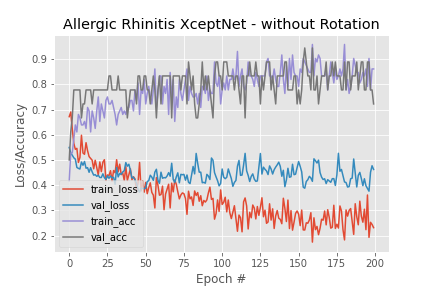 Allergic Rhinitis XceptNet - without Rotation
Loss/Accuracy
0.9
0.8
0.7
0.6
0.5
0.4
0.3
0.2
train_loss
val_loss
train_acc
val_acc
0 25 50 75 100 125 150 175 200
Epoch #